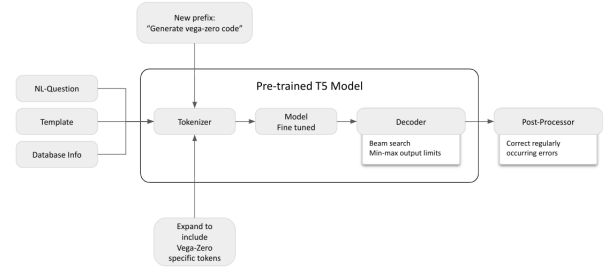 New prefix:
"Generate vega-zero code"
Pre-trained T5 Model
NL-Question
Template
Database Info
Tokenizer
Model
Fine tuned
Decoder
Beam search
Min-max output limits
Post-Processor
Correct regularly
occurring errors
Expand to
include
Vega-Zero
specific tokens